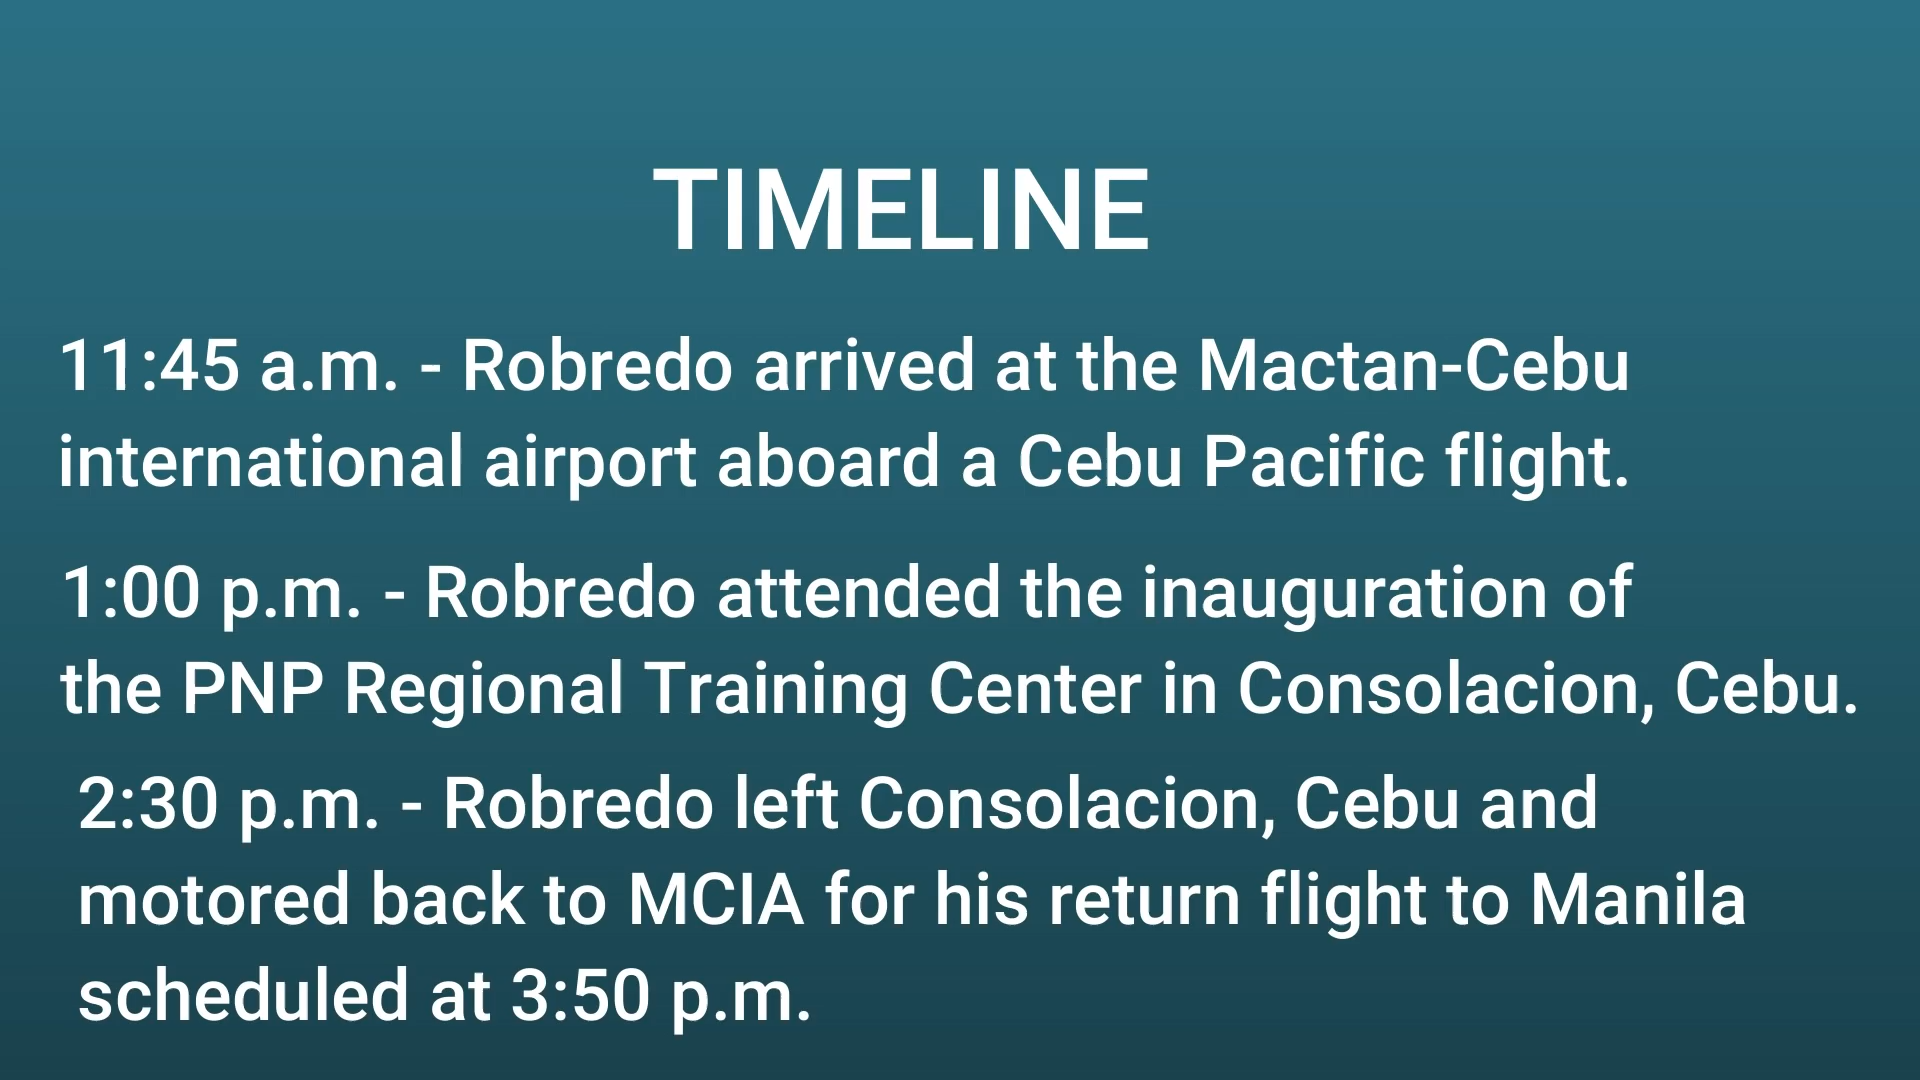 TIMELINE
11:45 a.m. - Robredo arrived at the Mactan-Cebu
international airport aboard a Cebu Pacific flight.
1:00 p.m. - Robredo attended the inauguration of
the PNP Regional Training Center in Consolacion, Cebu.
2:30 p.m. - Robredo left Consolacion, Cebu and
motored back to MCIA for his return flight to Manila
scheduled at 3:50 p.m.